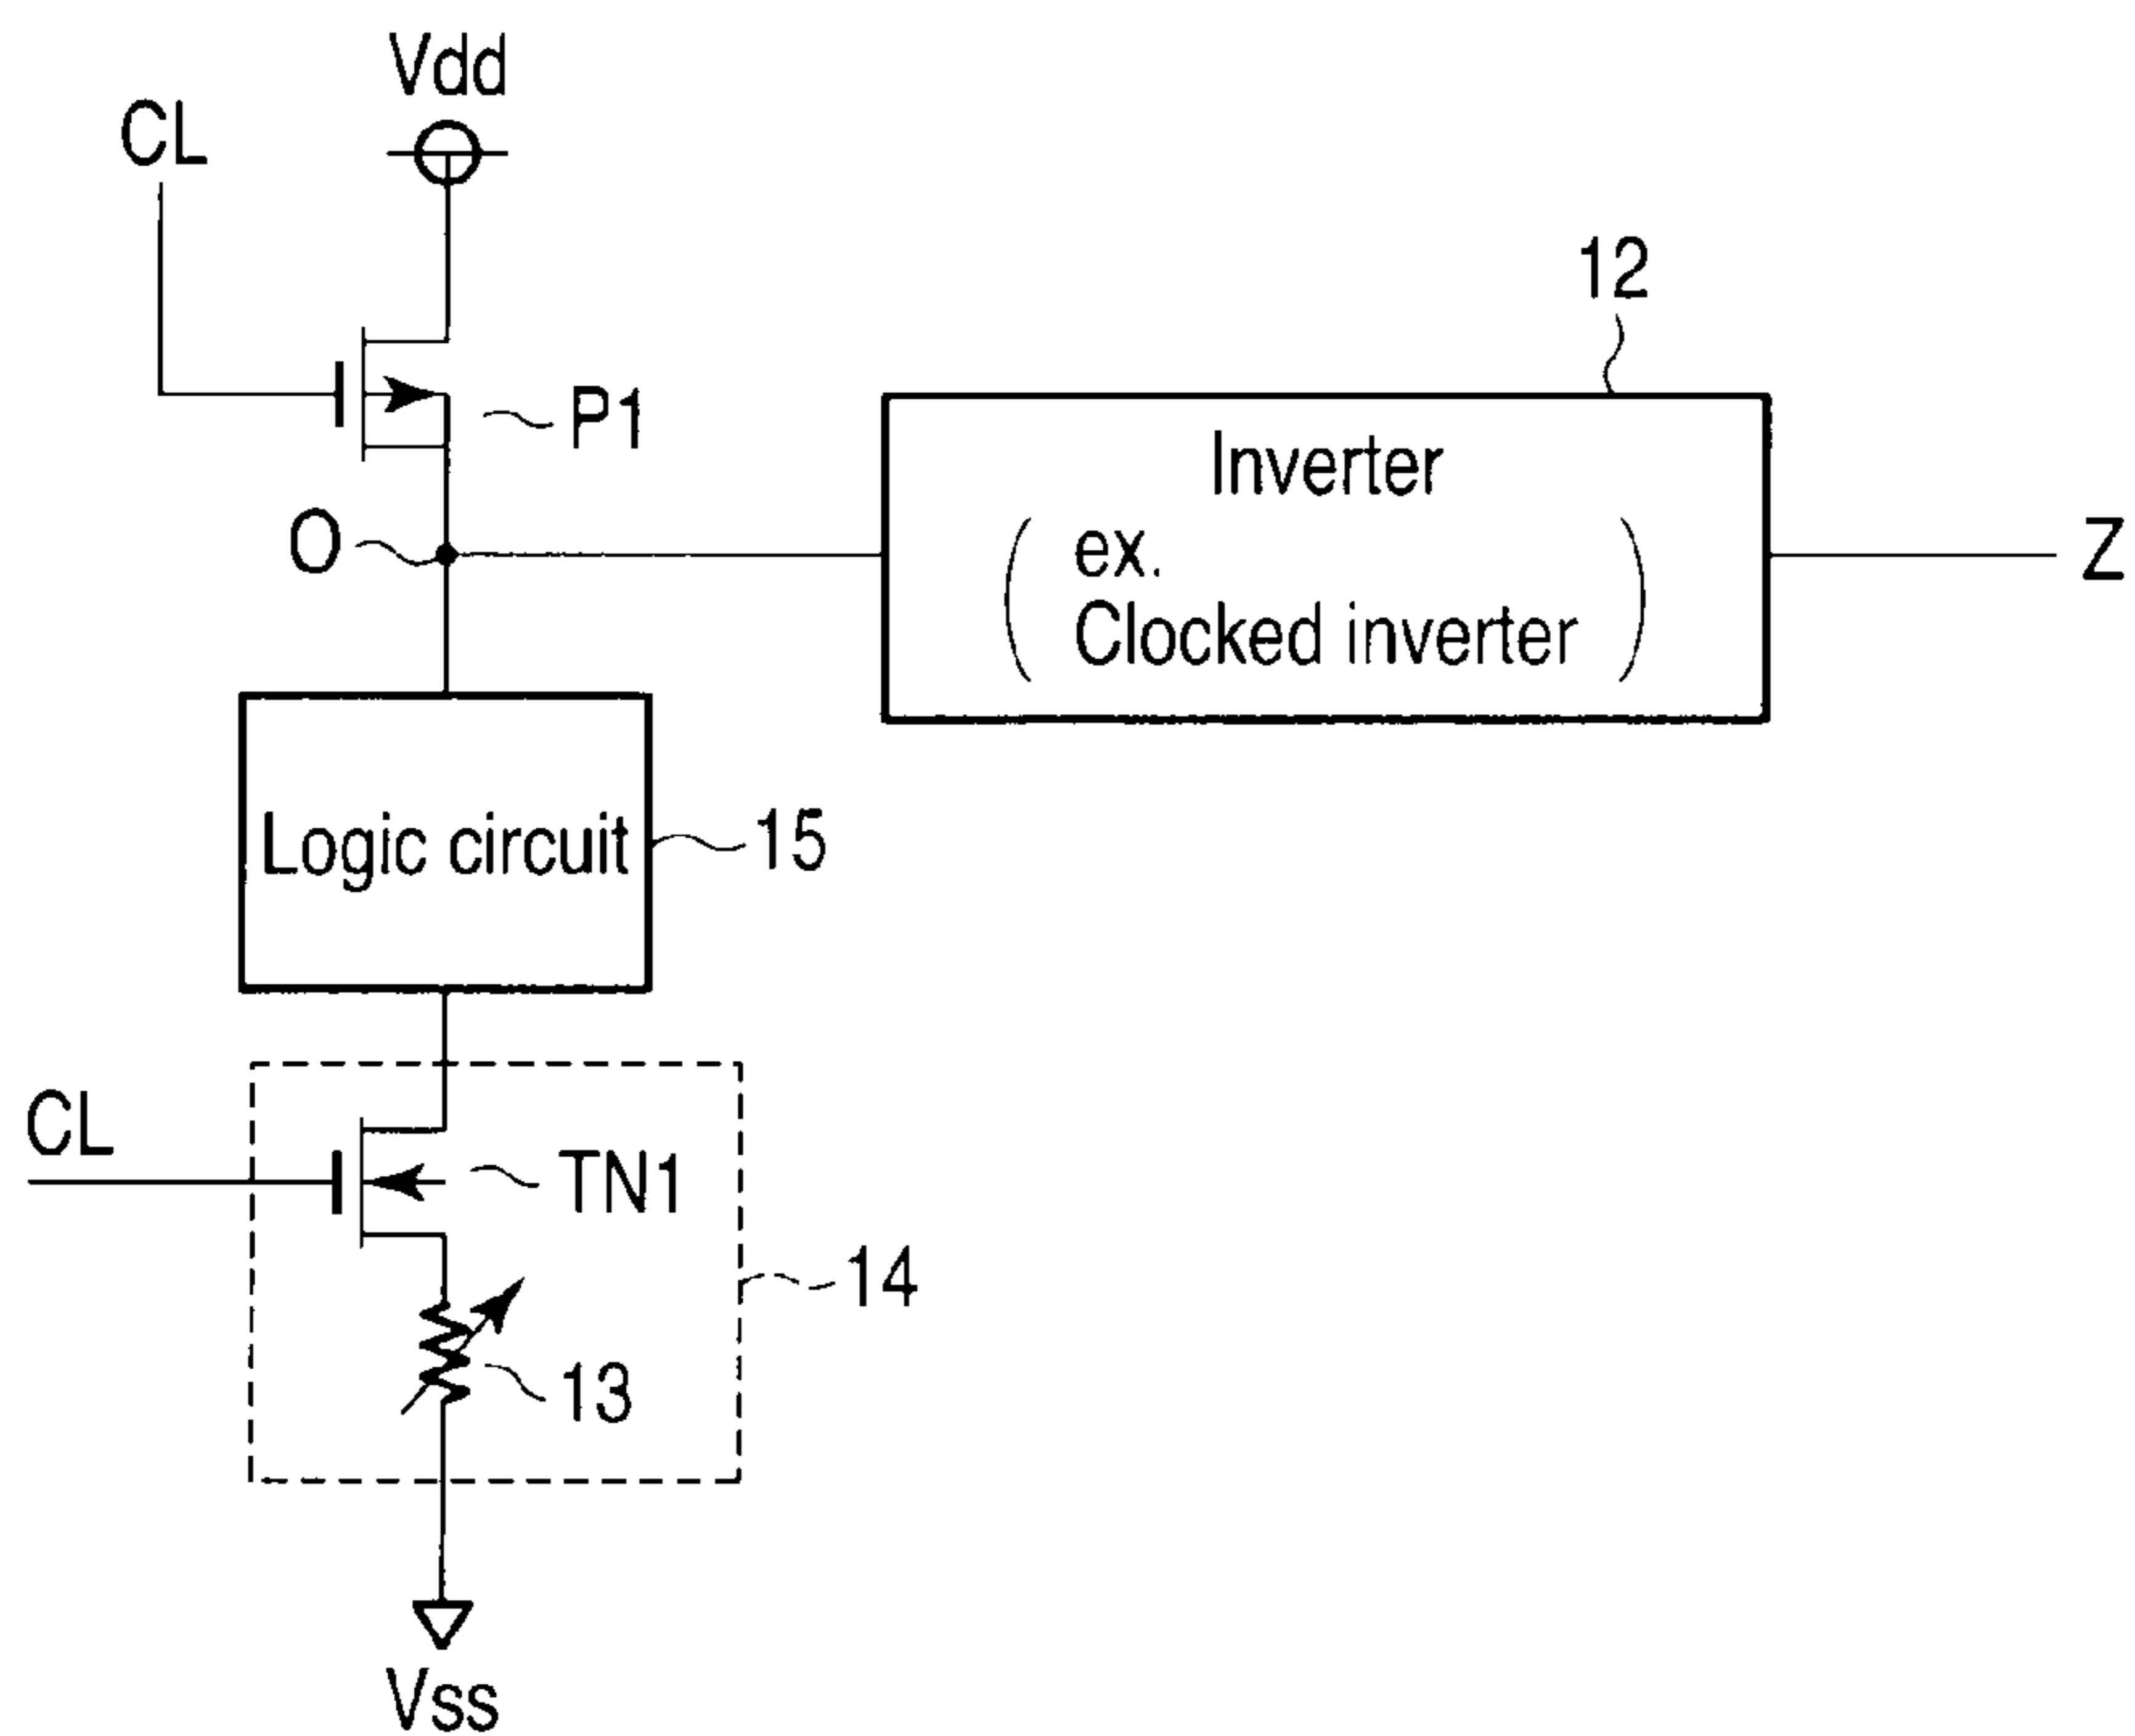 Vdd
CL
12
P1
Inverter
O
ex.
Z
Clocked inverter
Logic circuit
15
CL
TN1
14
13
Vss